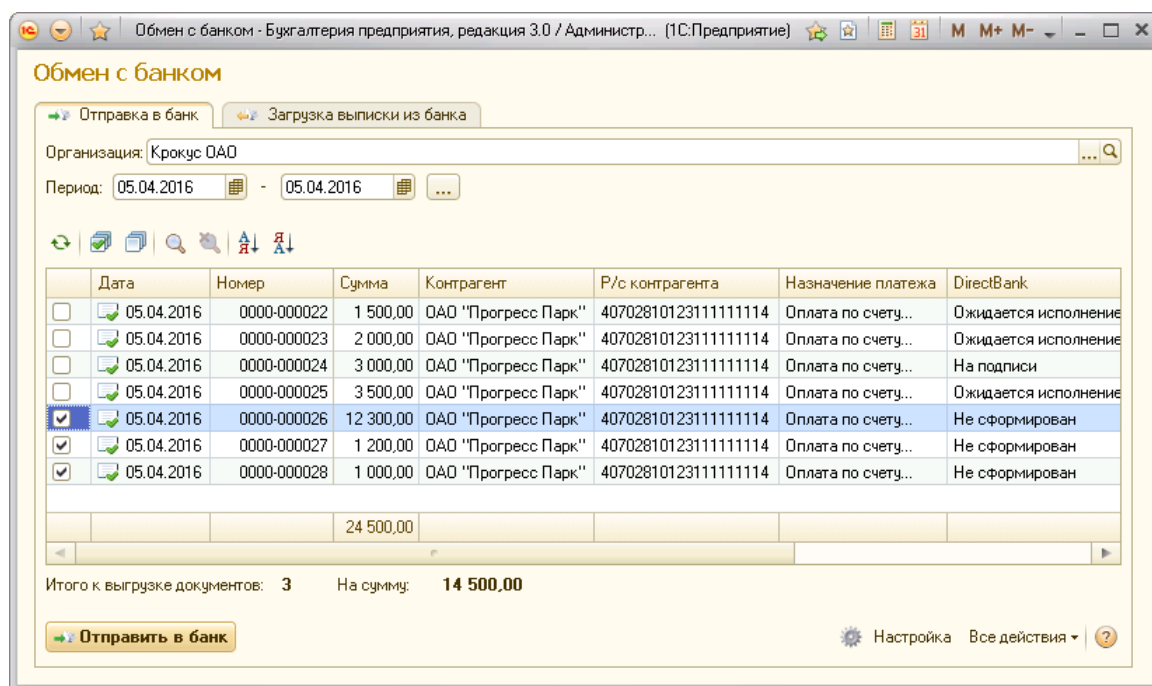 Обмен с банком - Бухгалтерия предприятия, редакция 3.0 / Администр... (1С:Предприятие) 31 M M+ M-
Обмен с банком
Отправка в банк Загрузка выписки из банка
Организация: Крокус ОАО ...
Период: 05.04.2016 - 05.04.2016 ...
Дата Номер Сумма Контрагент Р/с контрагента Назначение платежа DirectBank
05.04.2016 0000-000022 1 500,00 ОАО "Прогресс Парк" 40702810123111111114 Оплата по счету... Ожидается исполнение
05.04.2016 0000-000023 2 000,00 ОАО "Прогресс Парк" 40702810123111111114 Оплата по счету... Ожидается исполнение
05.04.2016 0000-000024 3 000,00 ОАО "Прогресс Парк" 40702810123111111114 Оплата по счету... На подписи
05.04.2016 0000-000025 3 500,00 ОАО "Прогресс Парк" 40702810123111111114 Оплата по счету... Ожидается исполнение
05.04.2016 0000-000026 12 300,00 ОАО "Прогресс Парк" 40702810123111111114 Оплата по счету... Не сформирован
05.04.2016 0000-000027 1 200,00 ОАО "Прогресс Парк" 40702810123111111114 Оплата по счету... Не сформирован
05.04.2016 0000-000028 1 000,00 ОАО "Прогресс Парк" 40702810123111111114 Оплата по счету... Не сформирован
24 500,00
Итого к выгрузке документов: 3 На сумму: 14 500,00
Отправить в банк Настройка Все действия ?